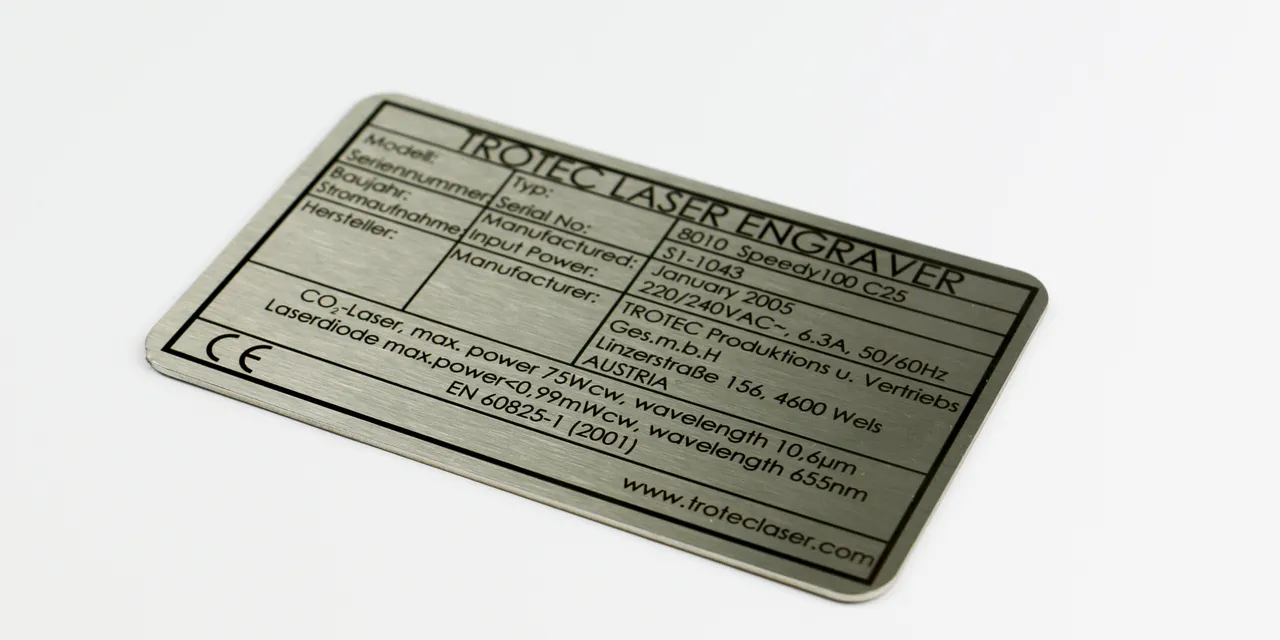 TROTEC LASER ENGRAVER
Modell: Typ: 8010 Speedy100 C25
Seriennummer: Serial No: S1-1043
Baujahr: Manufactured: January 2005
Stromaufnahme: Input Power: 220/240VAC~, 6.3A, 50/60Hz
Hersteller: Manufacturer: TROTEC Produktions u. Vertriebs
Ges.m.b.H
Linzerstraße 156, 4600 Wels
AUSTRIA
CO₂-Laser, max. power 75Wcw, wavelength 10,6µm
Laserdiode max.power<0,99mWcw, wavelength 655nm
EN 60825-1 (2001)
CE www.troteclaser.com